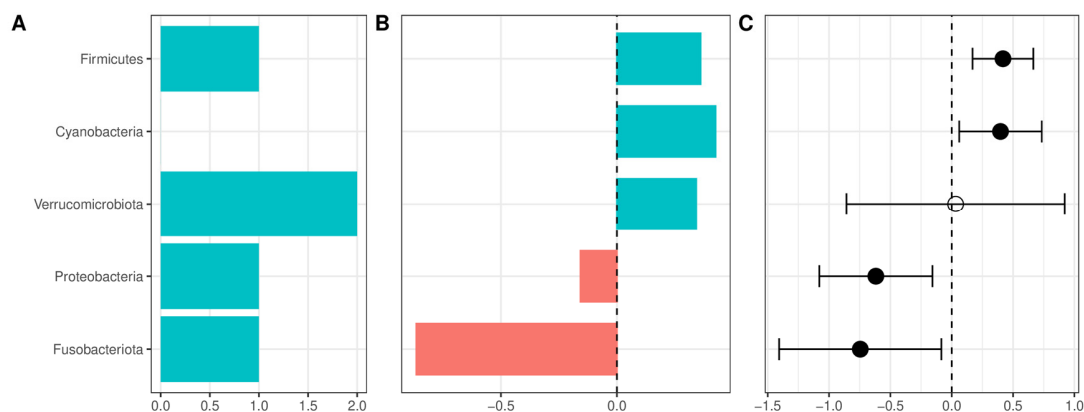 A B C
Firmicutes
Cyanobacteria
Verrucomicrobiota
Proteobacteria
Fusobacteriota
0.0 0.5 1.0 1.5 2.0 −0.5 0.0 −1.5 −1.0 −0.5 0.0 0.5 1.0